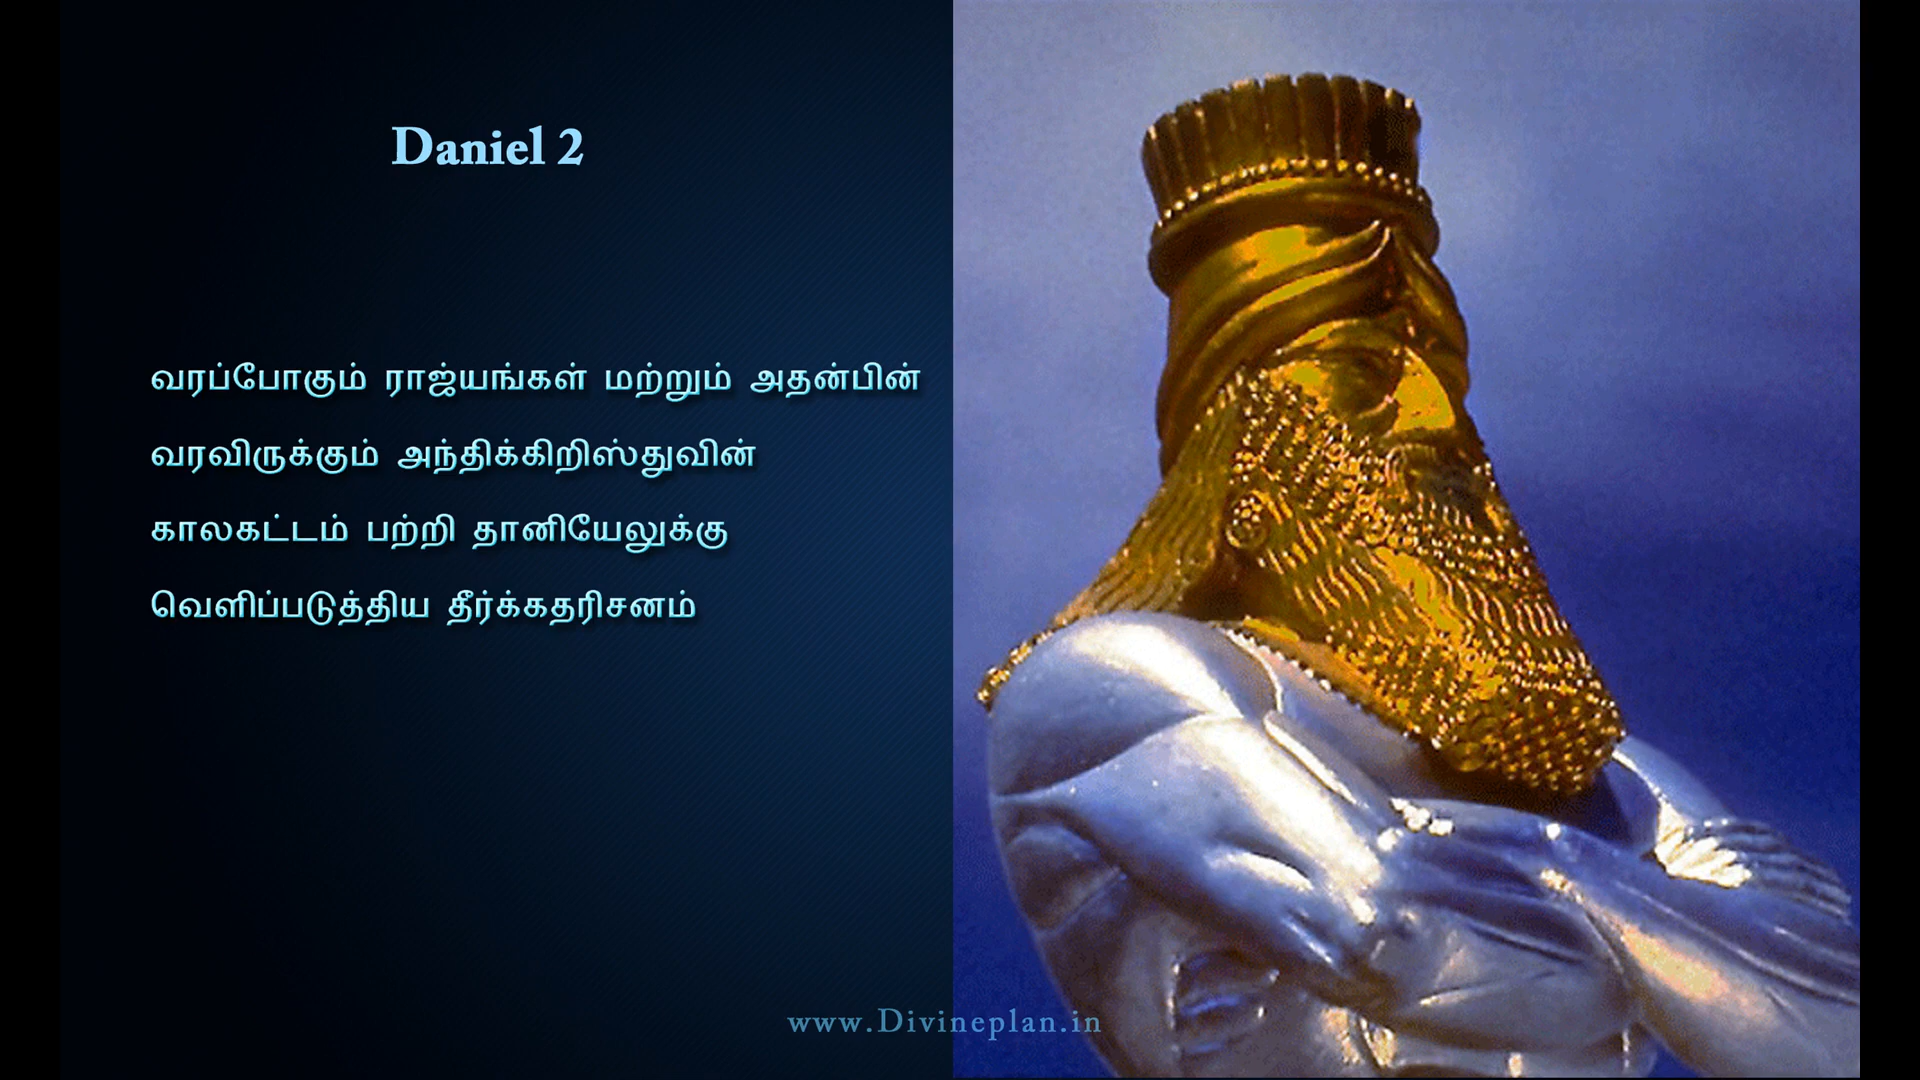 Daniel 2
வரப்போகும் ராஜ்யங்கள் மற்றும் அதன்பின்
வரவிருக்கும் அந்திக்கிறிஸ்துவின்
காலகட்டம் பற்றி தானியேலுக்கு
வெளிப்படுத்திய தீர்க்கதரிசனம்
www.Divineplan.in